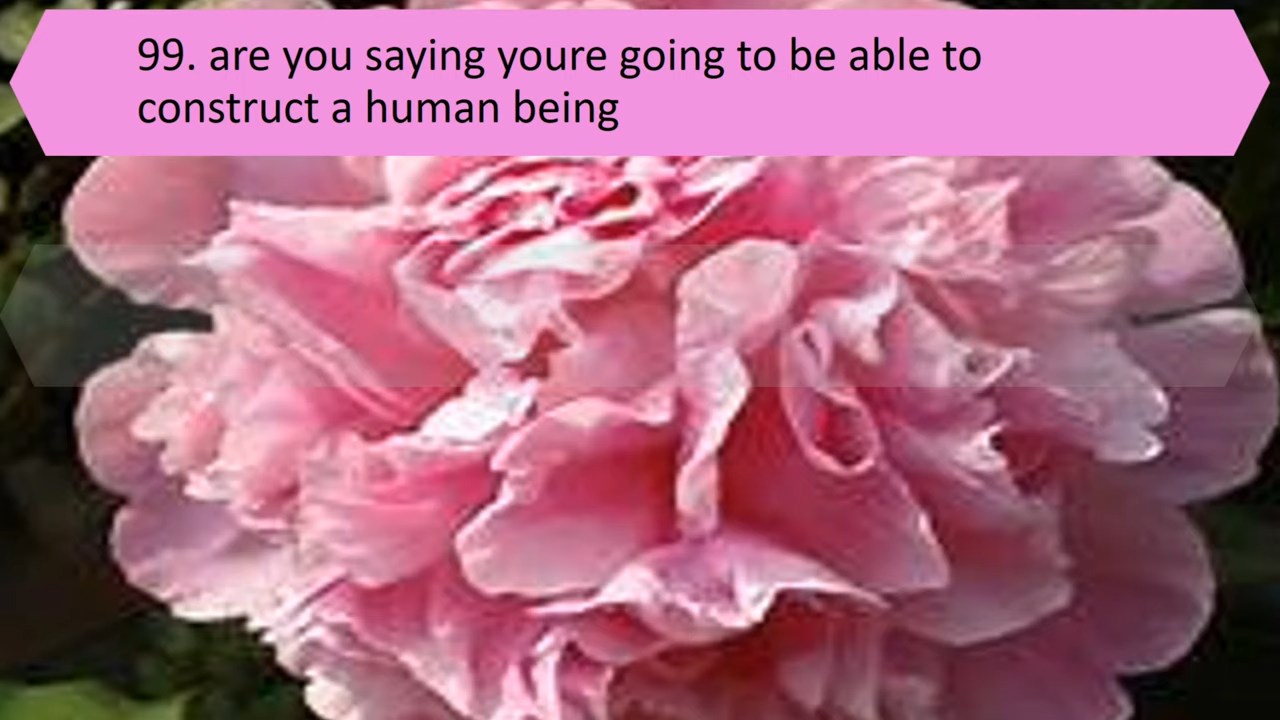 99. are you saying youre going to be able to
construct a human being